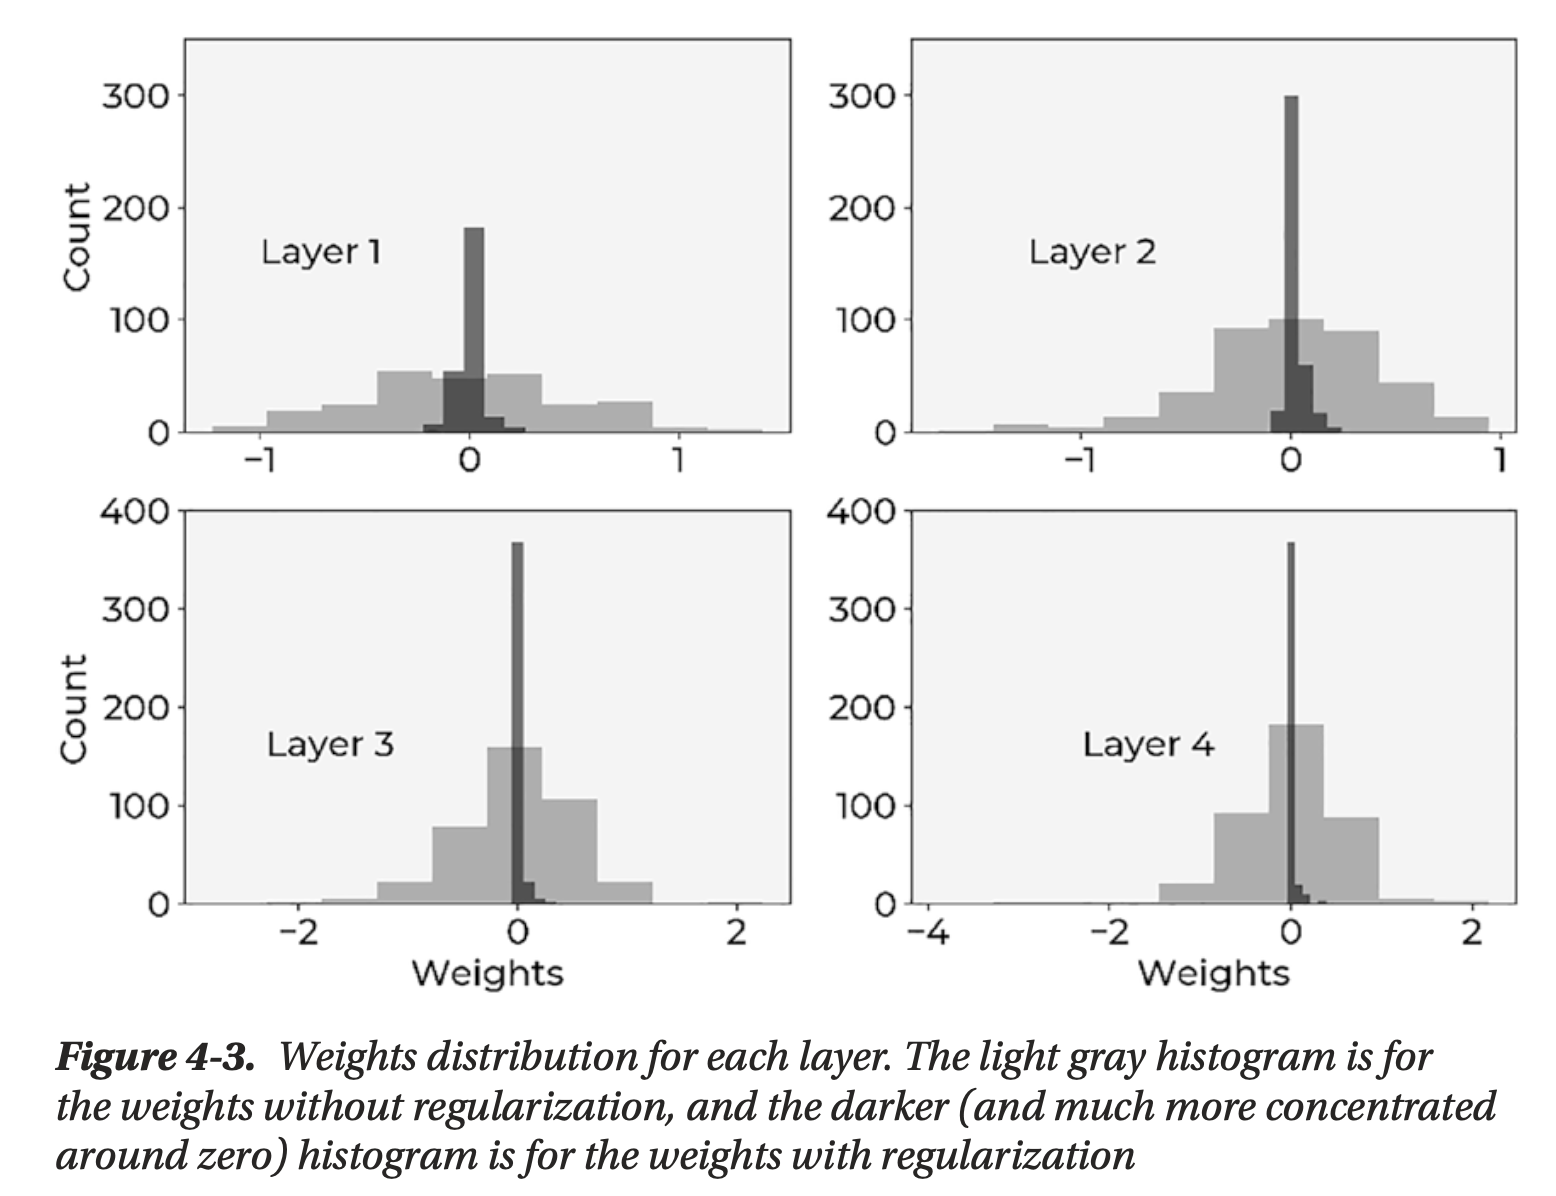 300
200
100
0
Count
Layer 1
−1
0
1
300
200
100
0
Layer 2
−1
0
1
400
300
200
100
0
Count
Layer 3
−2
0
2
Weights
400
300
200
100
0
Layer 4
−4
−2
0
2
Weights
Figure 4-3. Weights distribution for each layer. The light gray histogram is for
the weights without regularization, and the darker (and much more concentrated
around zero) histogram is for the weights with regularization